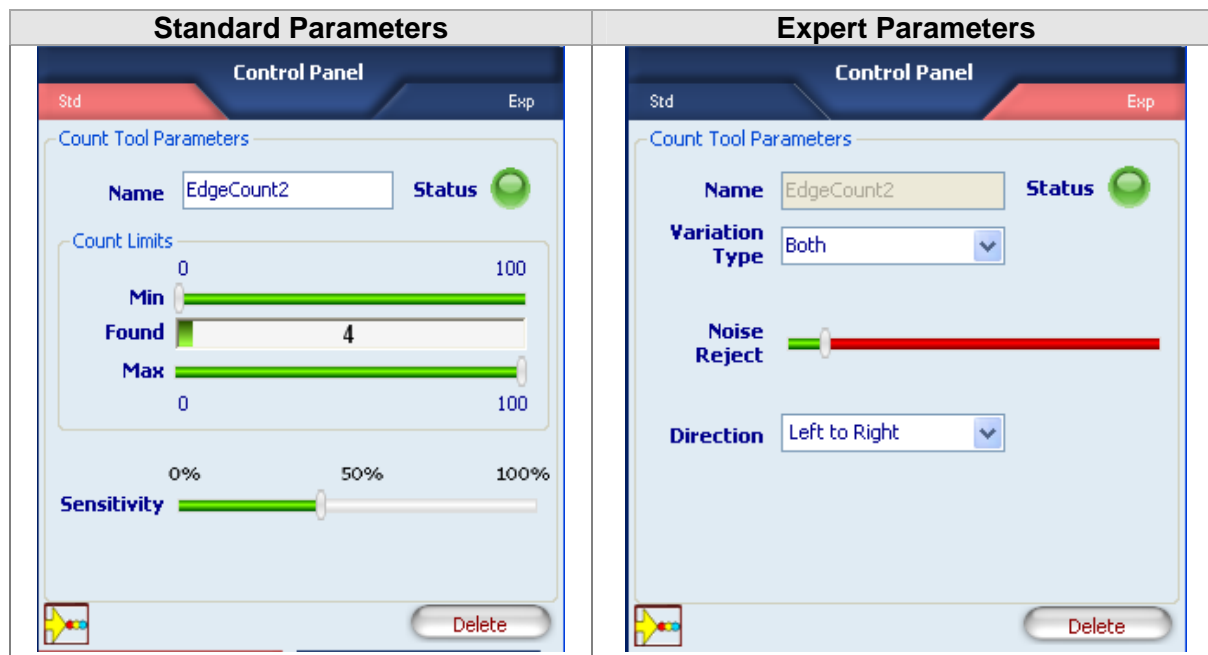 Standard Parameters
Expert Parameters
Control Panel
Std
Exp
Count Tool Parameters
Name EdgeCount2 Status
Count Limits
0 100
Min
Found 4
Max
0 100
0% 50% 100%
Sensitivity
Delete
Control Panel
Std
Exp
Count Tool Parameters
Name EdgeCount2 Status
Variation
Type Both
Noise
Reject
Direction Left to Right
Delete